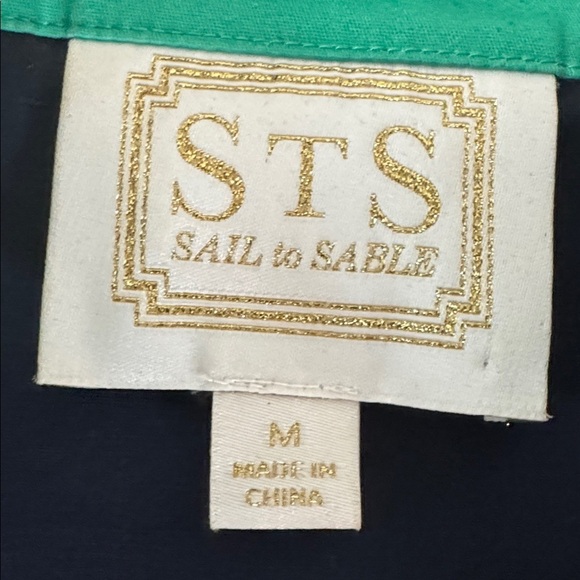 STS
SAIL to SABLE
M
MADE IN
CHINA